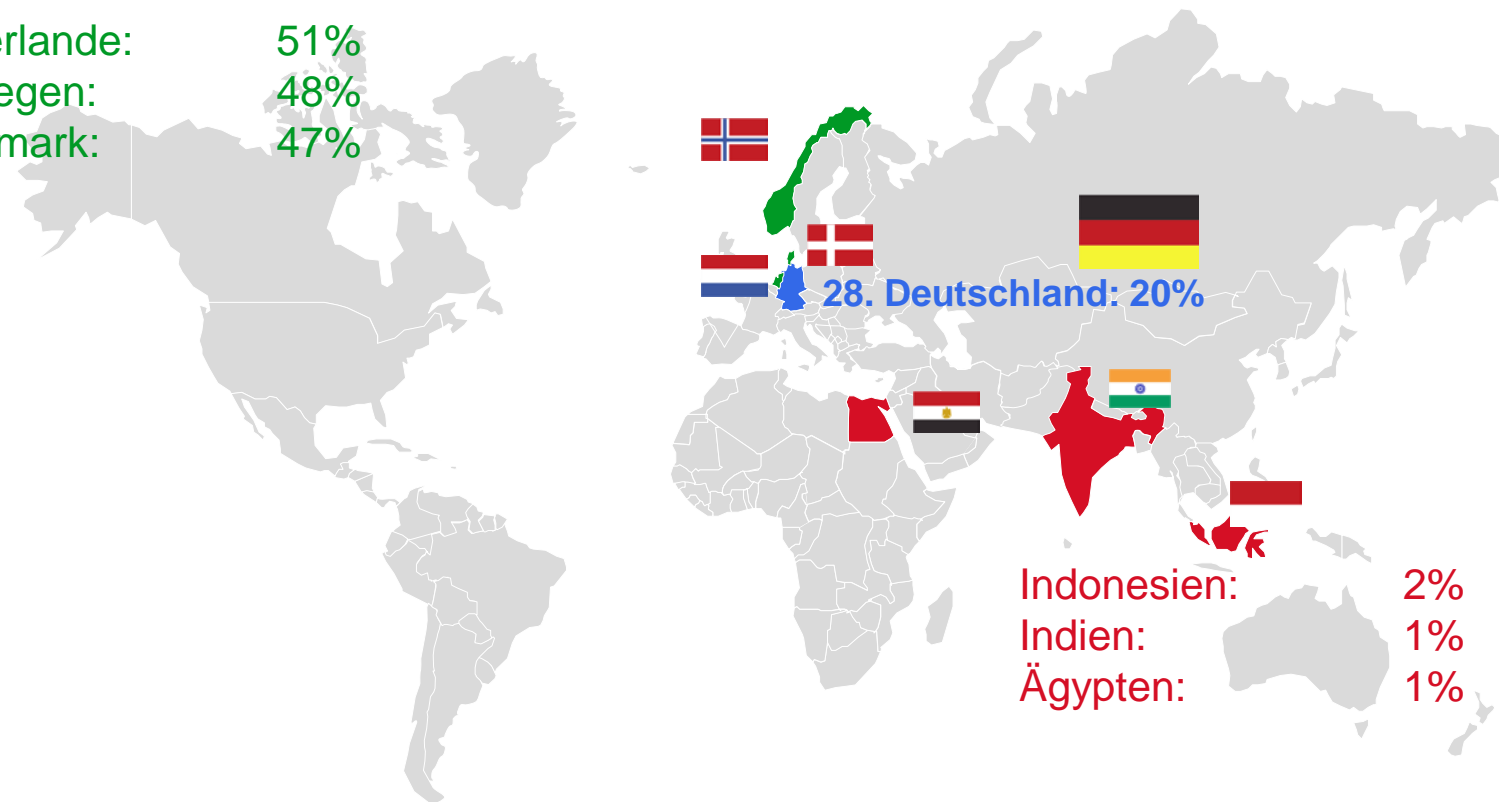 erlande: 51%
egen: 48%
mark: 47%
28. Deutschland: 20%
Indonesien: 2%
Indien: 1%
Ägypten: 1%